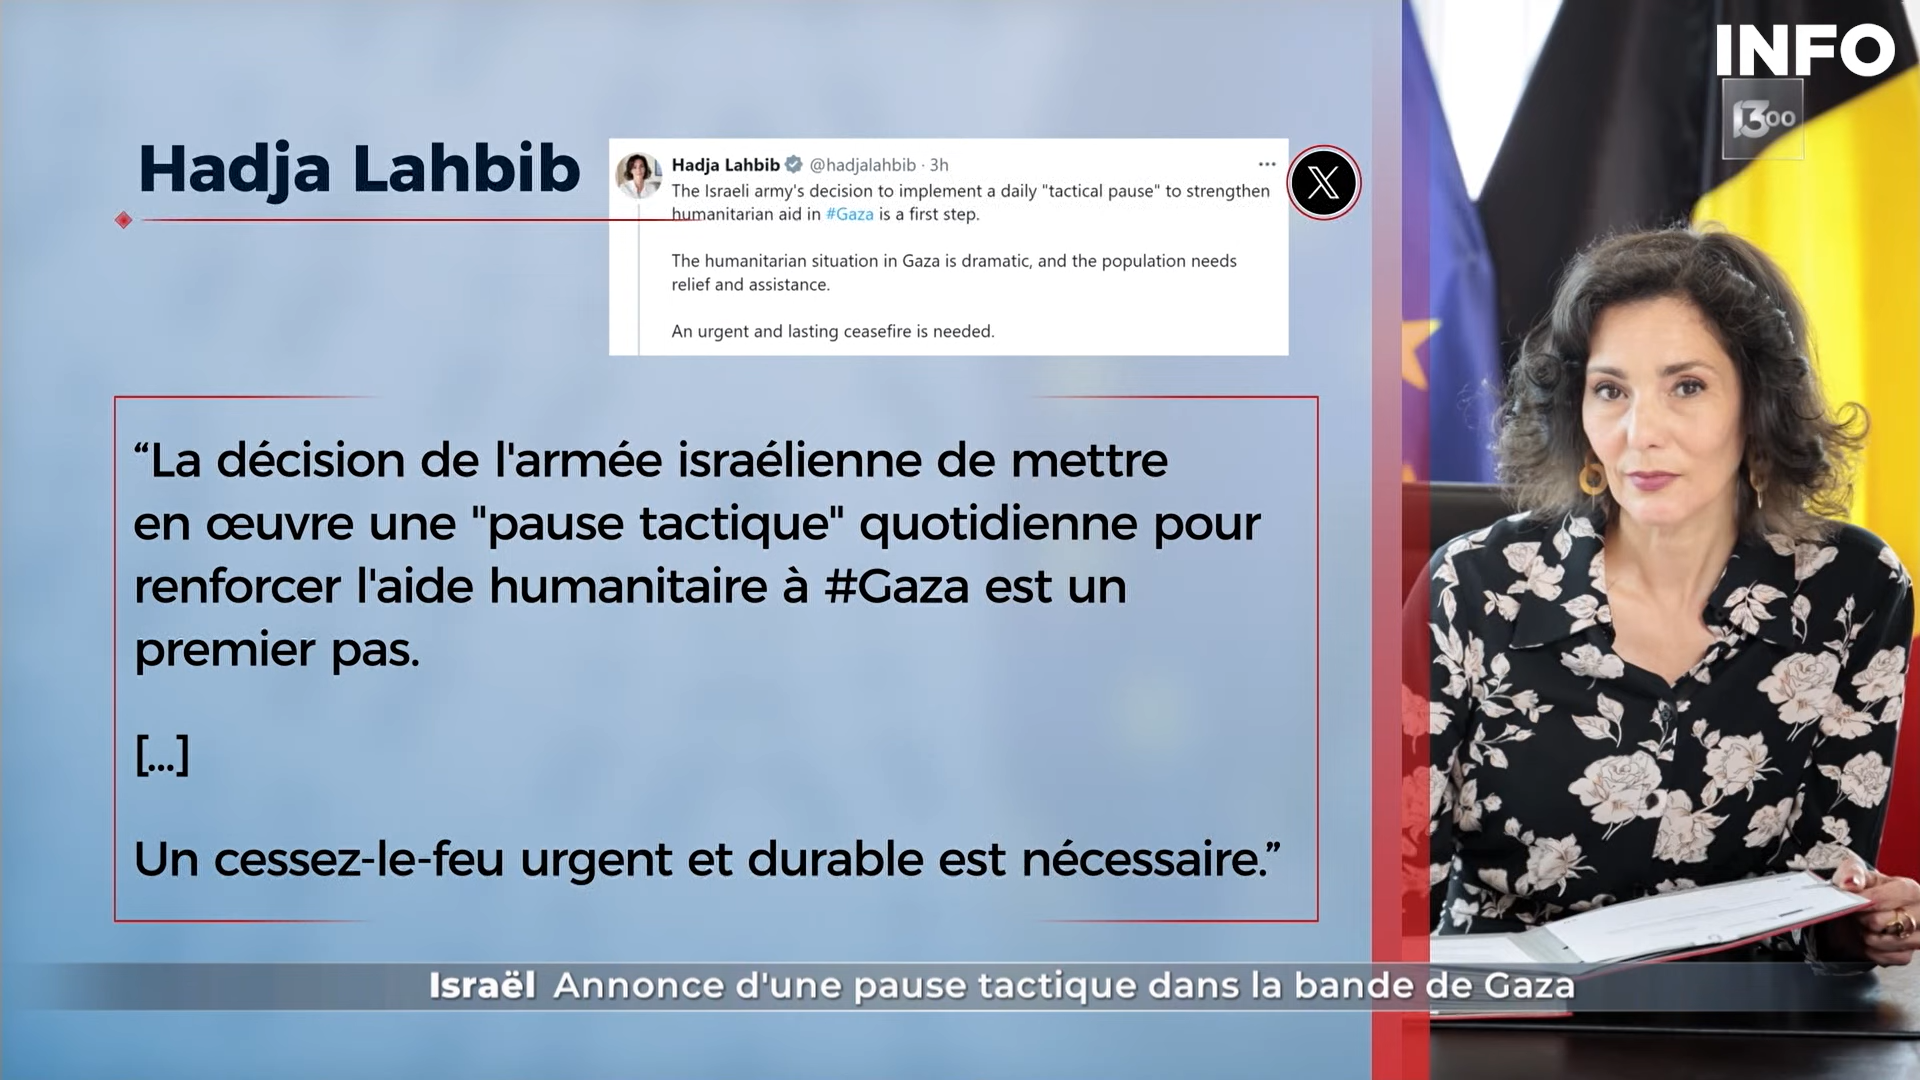 INFO
13 00
Hadja Lahbib
Hadja Lahbib @hadjalahbib · 3h
The Israeli army's decision to implement a daily "tactical pause" to strengthen
humanitarian aid in #Gaza is a first step.
The humanitarian situation in Gaza is dramatic, and the population needs
relief and assistance.
An urgent and lasting ceasefire is needed.
“La décision de l'armée israélienne de mettre
en œuvre une "pause tactique" quotidienne pour
renforcer l'aide humanitaire à #Gaza est un
premier pas.
[...]
Un cessez-le-feu urgent et durable est nécessaire.”
Israël Annonce d'une pause tactique dans la bande de Gaza